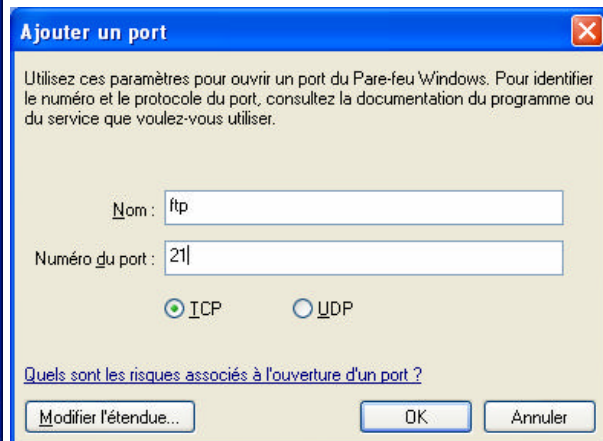 Ajouter un port
Utilisez ces paramètres pour ouvrir un port du Pare-feu Windows. Pour identifier
le numéro et le protocole du port, consultez la documentation du programme ou
du service que voulez-vous utiliser.
Nom : ftp
Numéro du port : 21
TCP UDP
Quels sont les risques associés à l'ouverture d'un port ?
Modifier l'étendue... OK Annuler